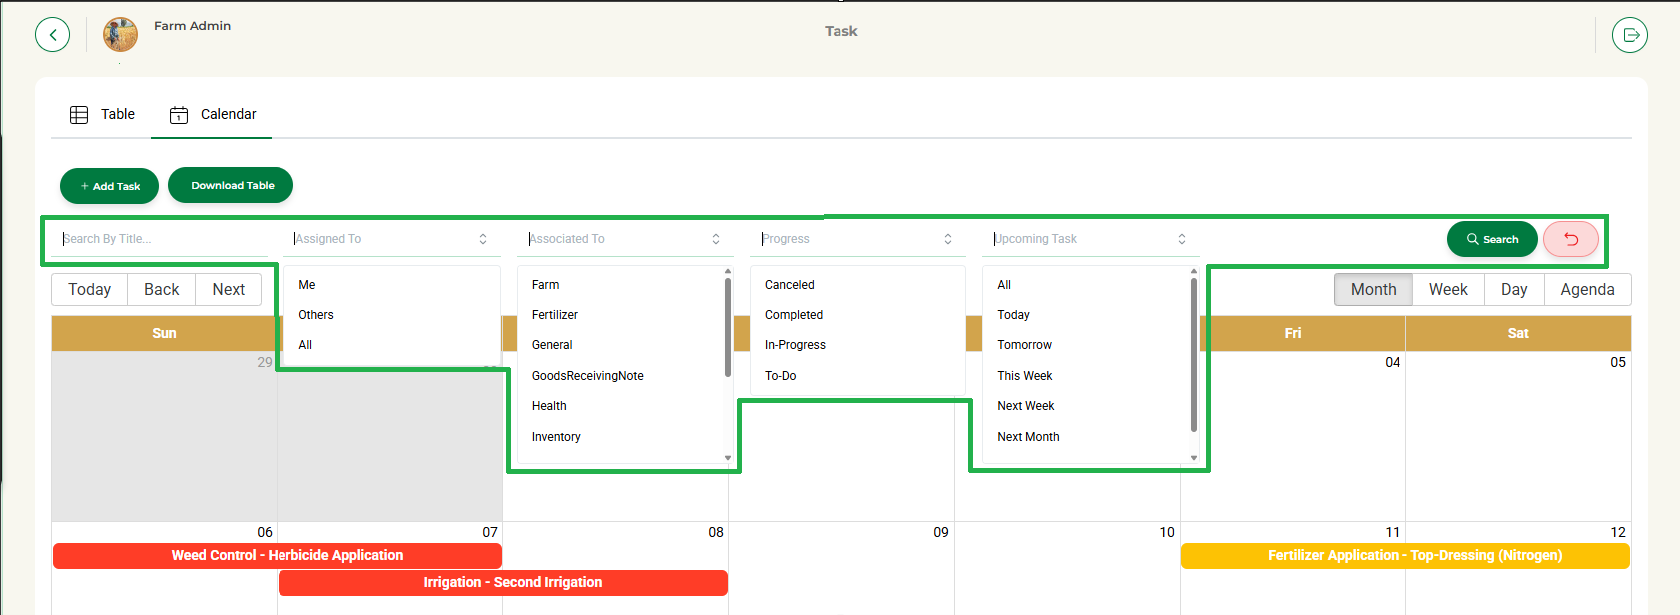 Farm Admin
Task
Table
1
Calendar
+ Add Task
Download Table
Search By Title...
Assigned To
Associated To
Progress
Upcoming Task
Search
Today
Back
Next
Me
Others
All
Farm
Fertilizer
General
GoodsReceivingNote
Health
Inventory
Canceled
Completed
In-Progress
To-Do
All
Today
Tomorrow
This Week
Next Week
Next Month
Month
Week
Day
Agenda
Sun
Fri
Sat
29
04
05
06
07
08
09
10
11
12
Weed Control - Herbicide Application
Fertilizer Application - Top-Dressing (Nitrogen)
Irrigation - Second Irrigation